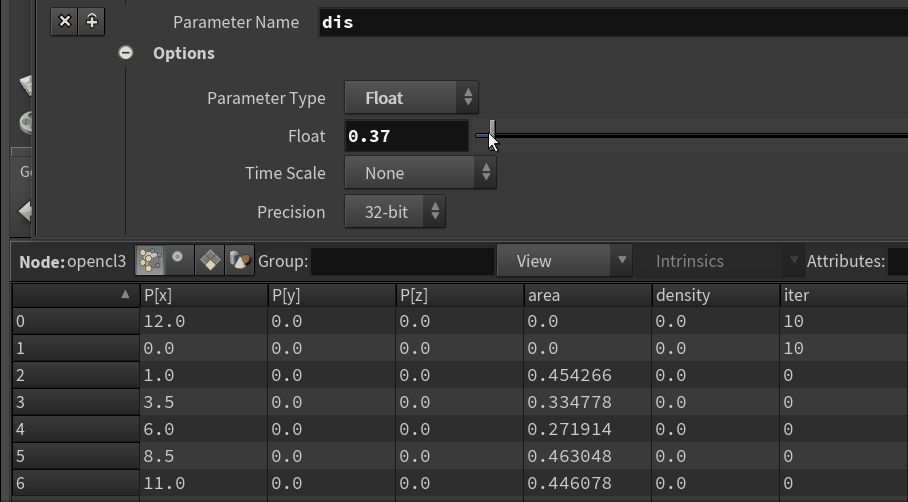 Parameter Name dis
Options
Parameter Type Float
Float 0.37
Time Scale None
Precision 32-bit
Node: opencl3 Group: View Intrinsics Attributes:
P[x] P[y] P[z] area density iter
0 12.0 0.0 0.0 0.0 0.0 10
1 0.0 0.0 0.0 0.0 0.0 10
2 1.0 0.0 0.0 0.454266 0.0 0
3 3.5 0.0 0.0 0.334778 0.0 0
4 6.0 0.0 0.0 0.271914 0.0 0
5 8.5 0.0 0.0 0.463048 0.0 0
6 11.0 0.0 0.0 0.446078 0.0 0